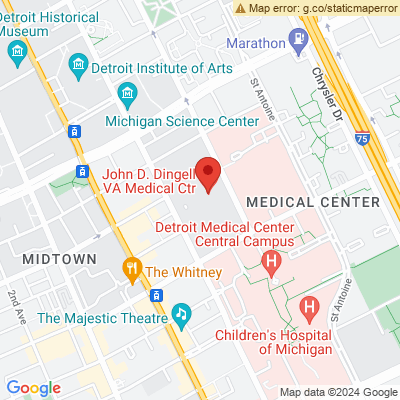 Map error: g.co/staticmaperror
Detroit Historical
Museum
Marathon
Detroit Institute of Arts
St Antoine
Chrysler Dr
Michigan Science Center
75
John D. Dingell
VA Medical Ctr
MEDICAL CENTER
Detroit Medical Center
Central Campus
MIDTOWN
H
The Whitney
2nd Ave
St Antoine
The Majestic Theatre
H
Children's Hospital
of Michigan
Google
Map data ©2024 Google